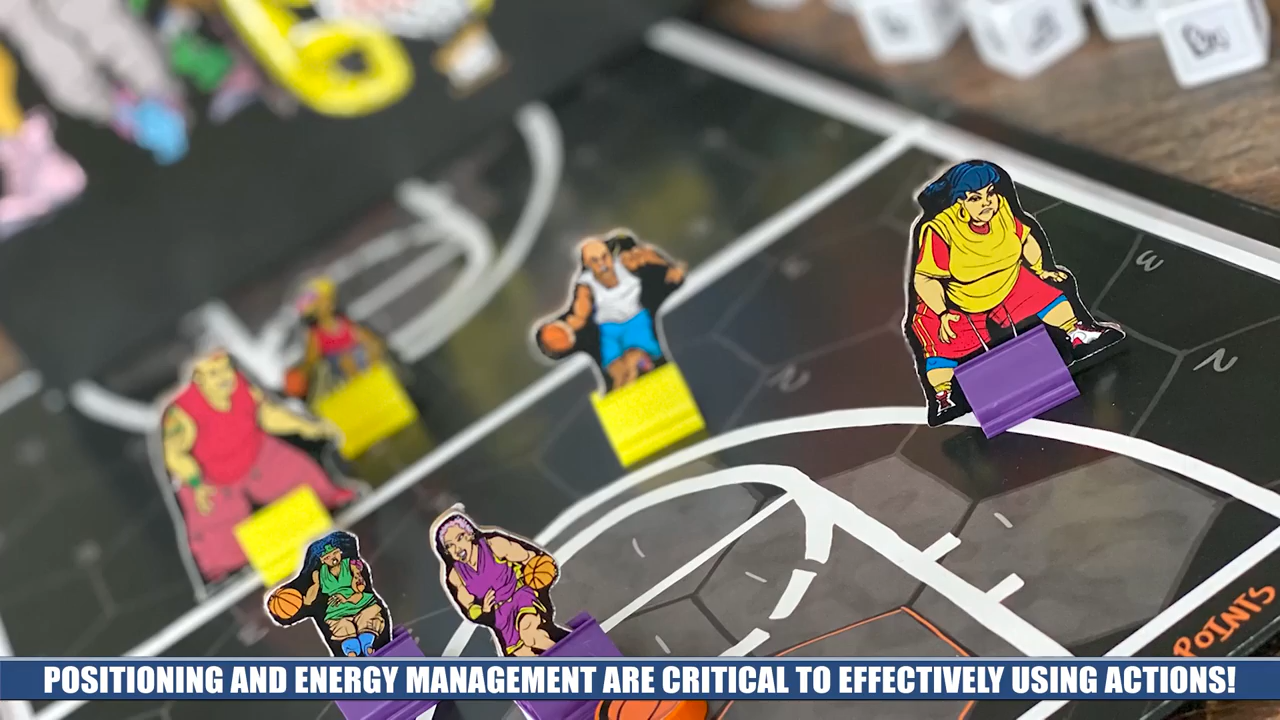 POINTS
POSITIONING AND ENERGY MANAGEMENT ARE CRITICAL TO EFFECTIVELY USING ACTIONS!